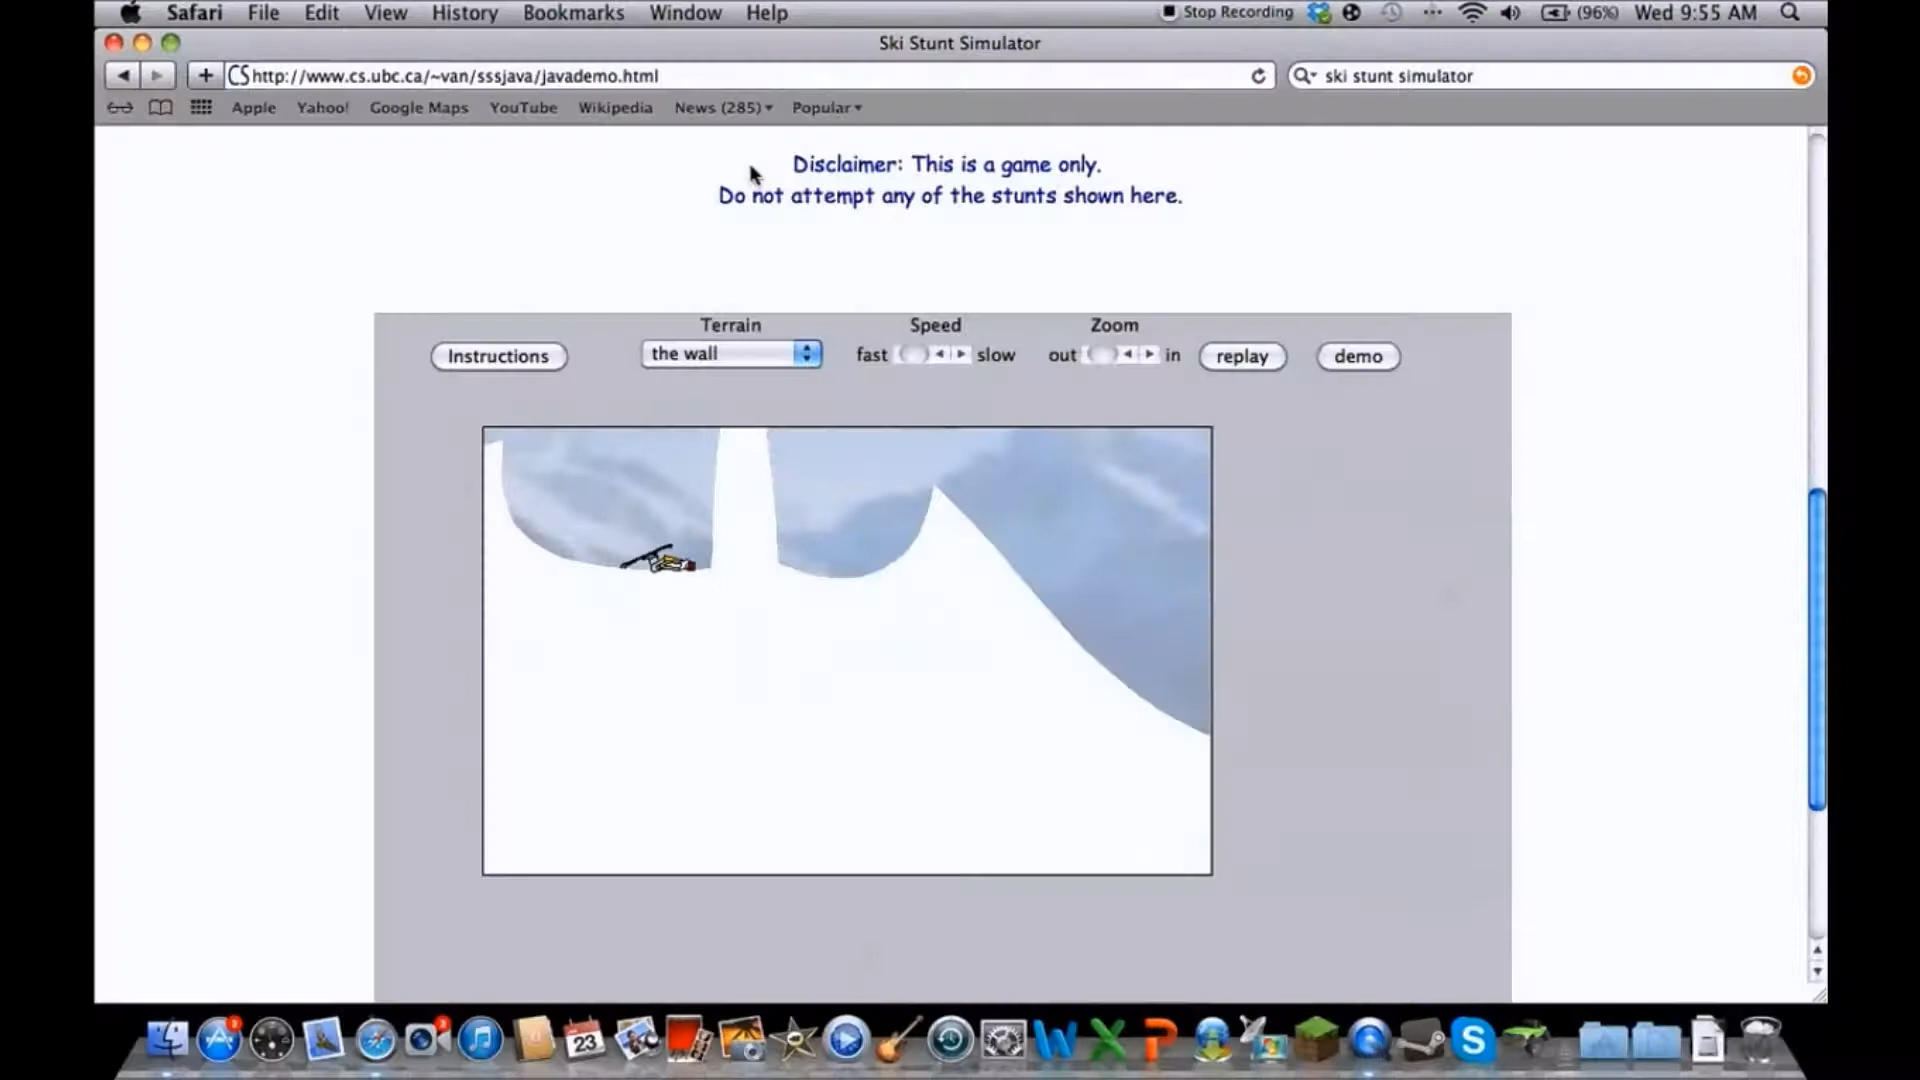 Safari File Edit View History Bookmarks Window Help Stop Recording (96%) Wed 9:55 AM
Ski Stunt Simulator
CS http://www.cs.ubc.ca/~van/sssjava/javademo.html ski stunt simulator
Apple Yahoo! Google Maps YouTube Wikipedia News (285) Popular
Disclaimer: This is a game only.
Do not attempt any of the stunts shown here.
Terrain Speed Zoom
Instructions the wall fast slow out in replay demo
23 W X P S